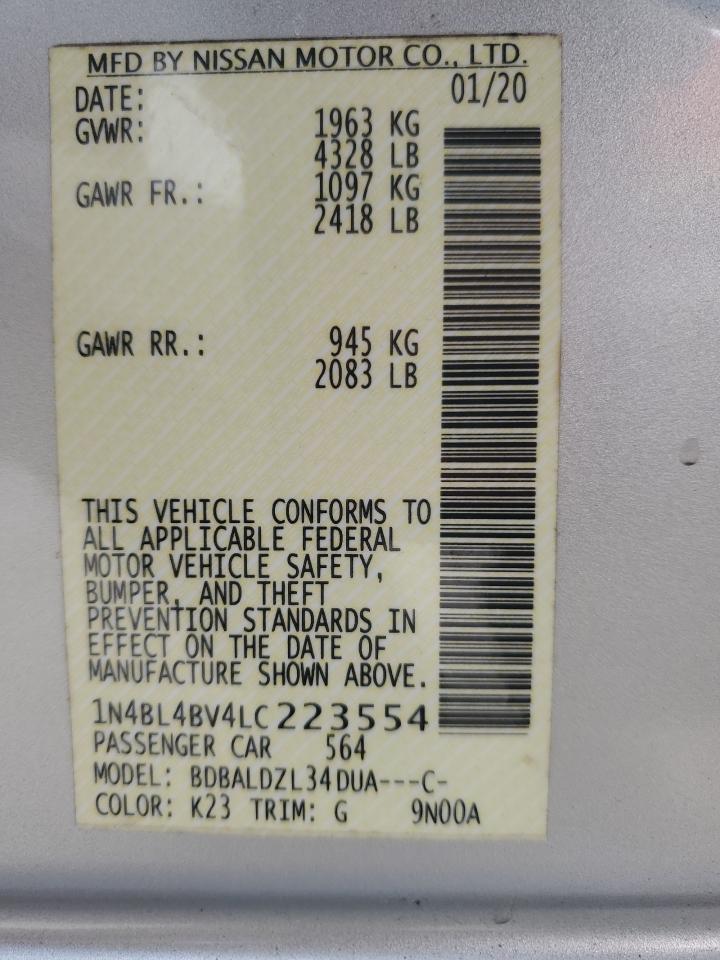 MFD BY NISSAN MOTOR CO., LTD.
DATE: 01/20
GVWR: 1963 KG
4328 LB
GAWR FR.: 1097 KG
2418 LB
GAWR RR.: 945 KG
2083 LB
THIS VEHICLE CONFORMS TO
ALL APPLICABLE FEDERAL
MOTOR VEHICLE SAFETY,
BUMPER, AND THEFT
PREVENTION STANDARDS IN
EFFECT ON THE DATE OF
MANUFACTURE SHOWN ABOVE.
1N4BL4BV4LC223554
PASSENGER CAR 564
MODEL: BDBALDZL34DUA---C-
COLOR: K23 TRIM: G 9N00A